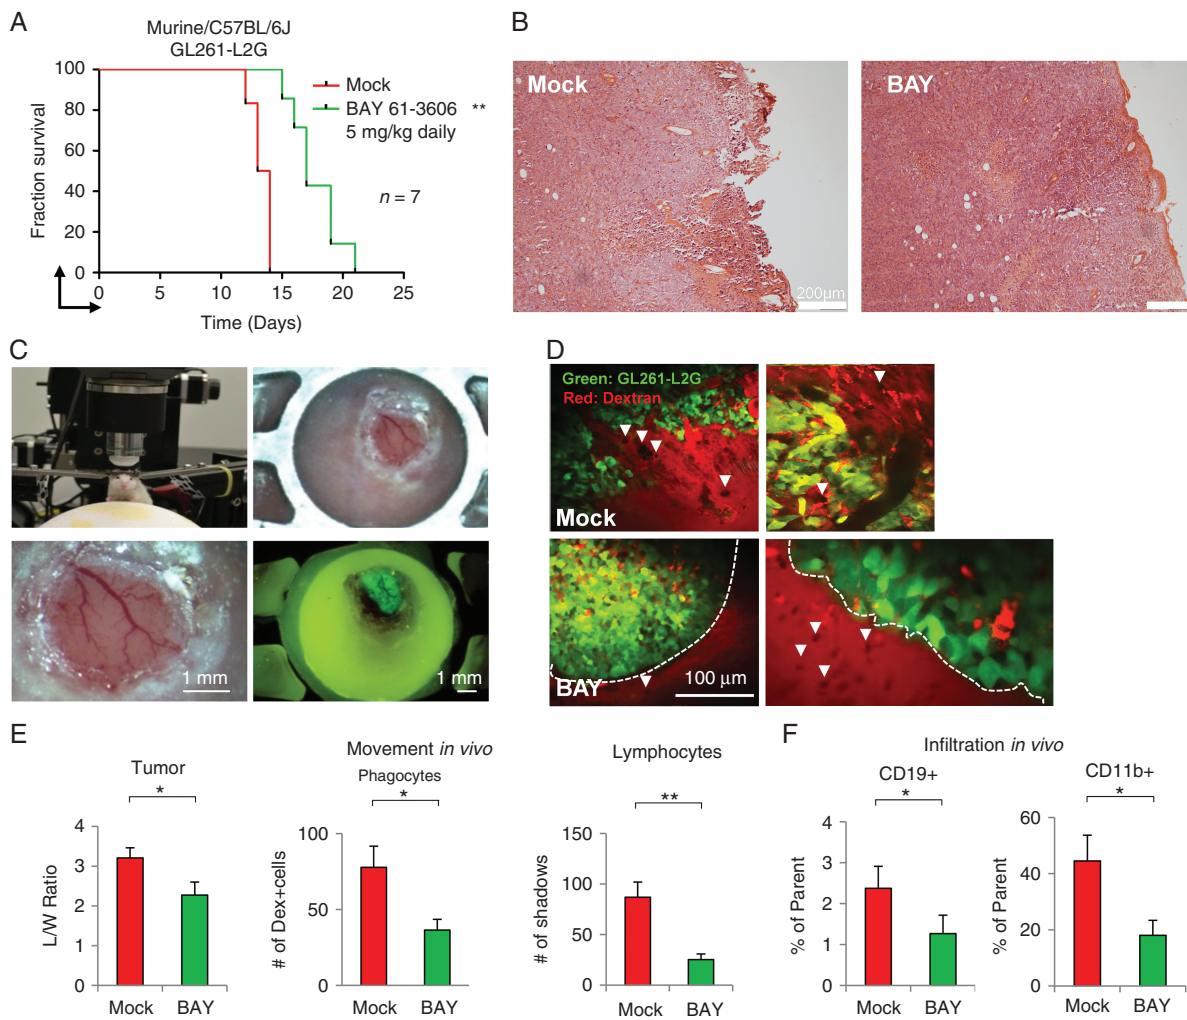 A
Murine/C57BL/6J
GL261-L2G
100
80
60
40
20
0
Fraction survival
0 5 10 15 20 25
Time (Days)
Mock
BAY 61-3606 **
5 mg/kg daily
n = 7
B
Mock
200μm
BAY
C
1 mm
1 mm
D
Green: GL261-L2G
Red: Dextran
Mock
BAY
100 μm
E
Movement in vivo
Tumor
*
L/W Ratio
4
3
2
1
0
Mock BAY
Phagocytes
*
# of Dex+cells
100
50
0
Mock BAY
Lymphocytes
**
# of shadows
150
100
50
0
Mock BAY
F
Infiltration in vivo
CD19+
*
% of Parent
4
3
2
1
0
Mock BAY
CD11b+
*
% of Parent
60
40
20
0
Mock BAY